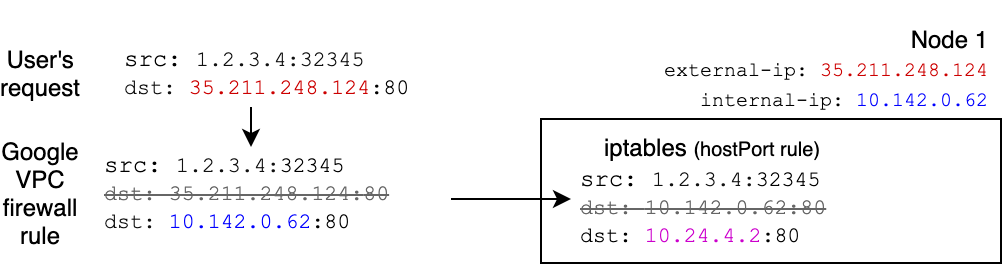 User's
request
src: 1.2.3.4:32345
dst: 35.211.248.124:80
Google
VPC
firewall
rule
src: 1.2.3.4:32345
dst: 35.211.248.124:80
dst: 10.142.0.62:80
Node 1
external-ip: 35.211.248.124
internal-ip: 10.142.0.62
iptables (hostPort rule)
src: 1.2.3.4:32345
dst: 10.142.0.62:80
dst: 10.24.4.2:80